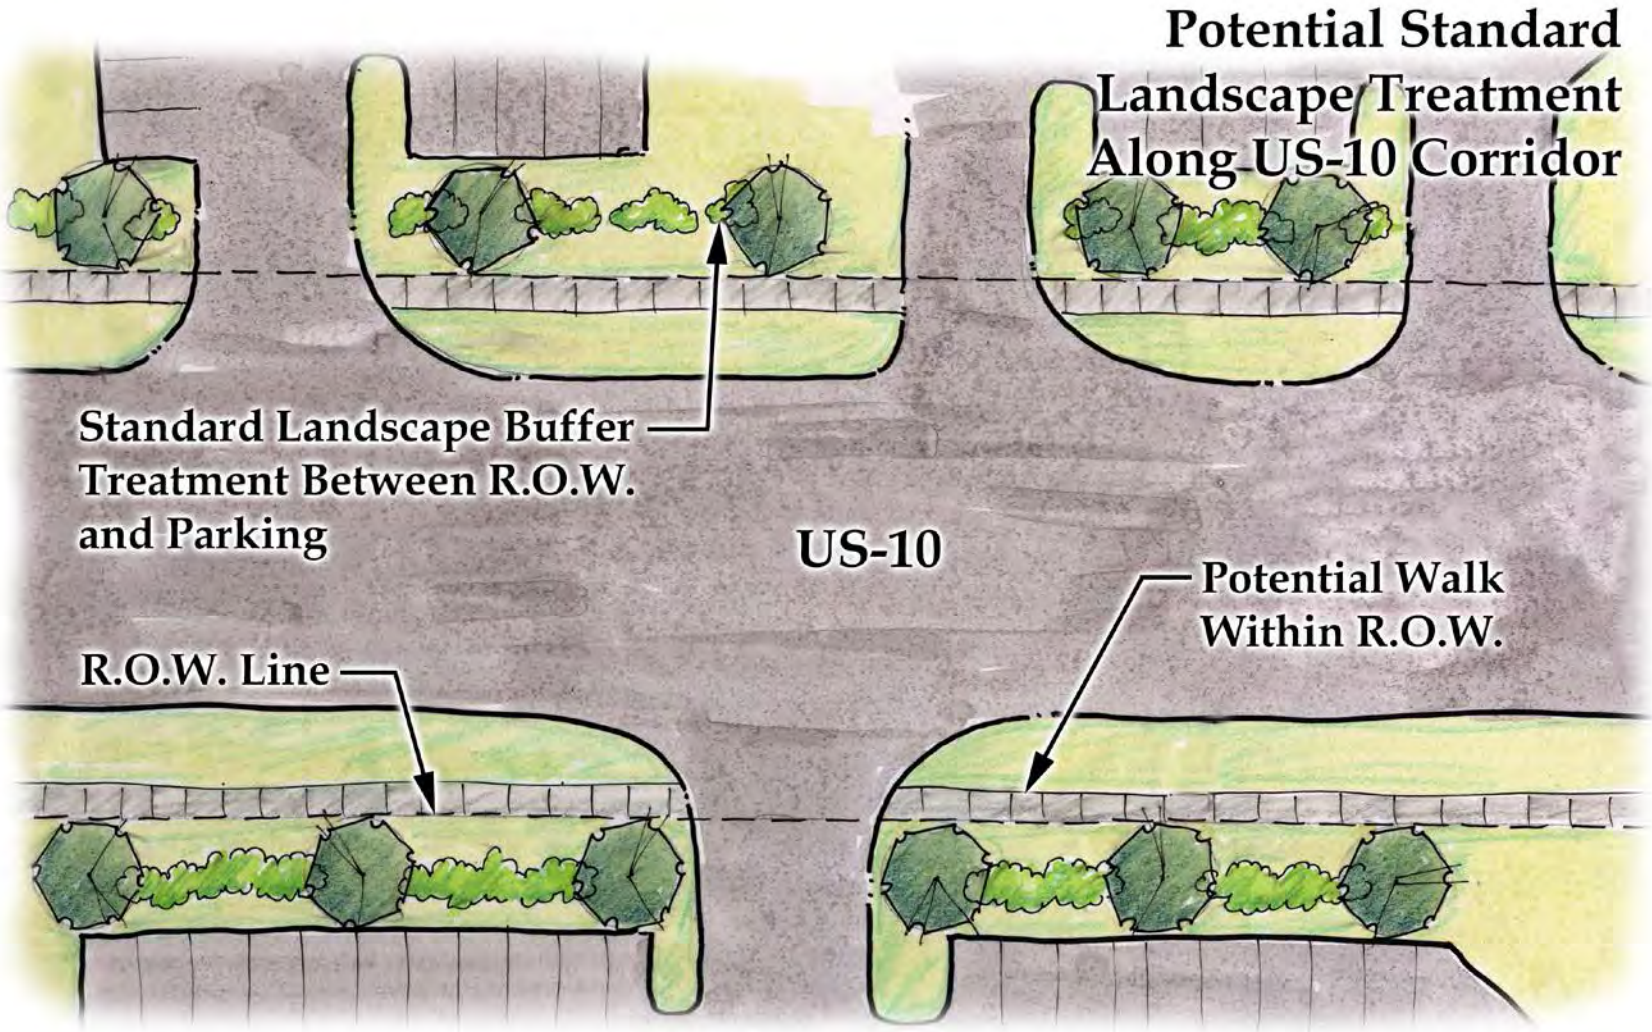 Potential Standard
Landscape Treatment
Along US-10 Corridor
Standard Landscape Buffer
Treatment Between R.O.W.
and Parking
US-10
Potential Walk
Within R.O.W.
R.O.W. Line